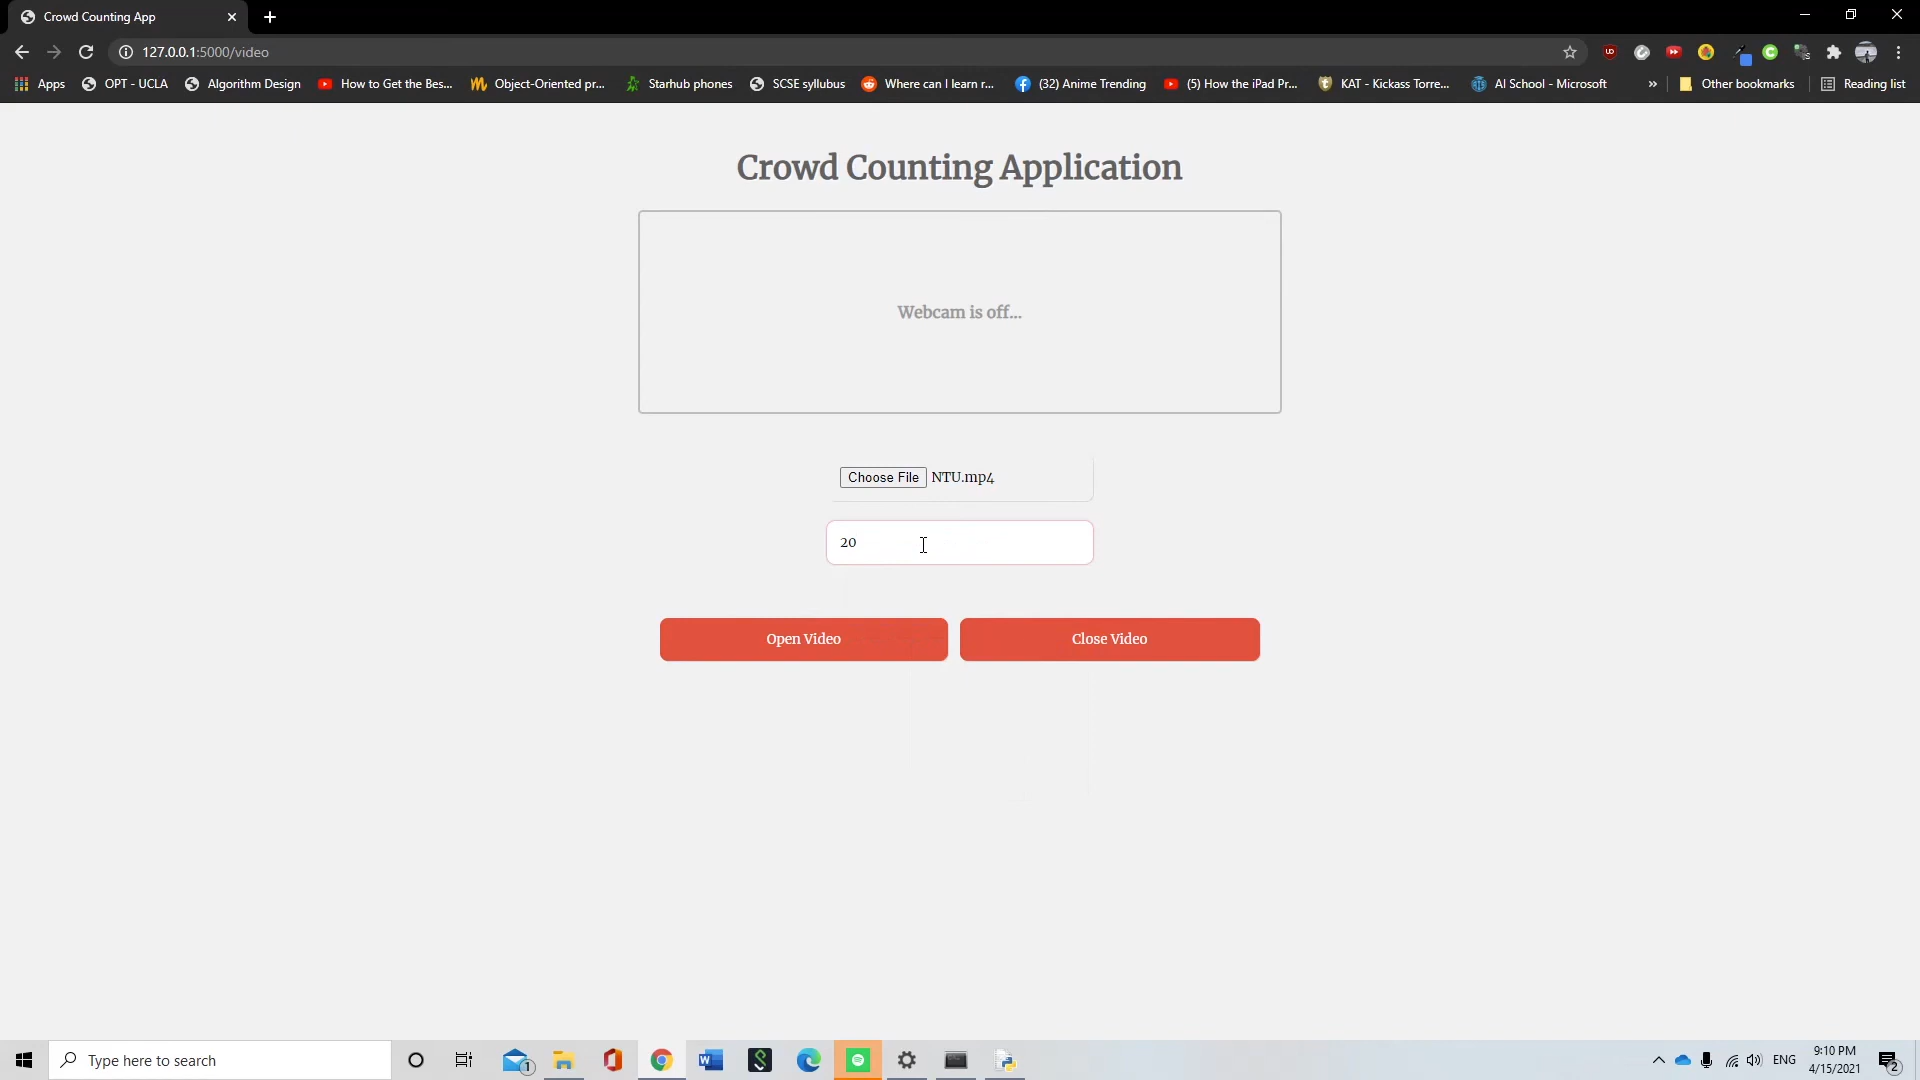 Crowd Counting App
127.0.0.1:5000/video
Apps OPT - UCLA Algorithm Design How to Get the Bes... Object-Oriented pr... Starhub phones SCSE syllabus Where can I learn r... (32) Anime Trending (5) How the iPad Pr... KAT - Kickass Torre... AI School - Microsoft » Other bookmarks Reading list
Crowd Counting Application
Webcam is off...
Choose File NTU.mp4
20
Open Video Close Video
Type here to search
ENG 9:10 PM
4/15/2021